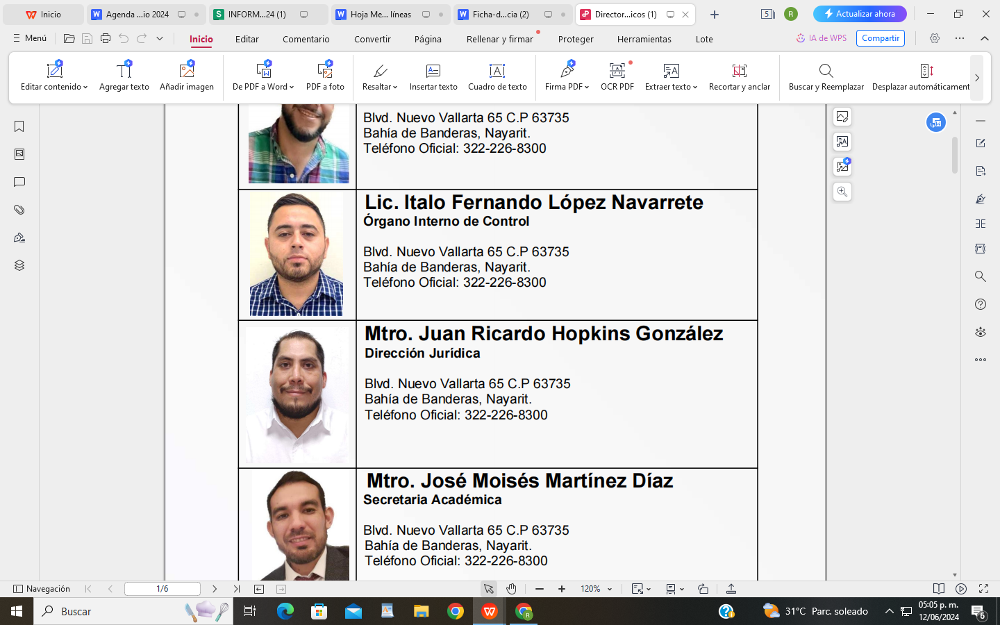 Inicio
Agenda ...io 2024
INFORM...24 (1)
Hoja Me... líneas
Ficha-d...cia (2)
Director...icos (1)
5
R
Actualizar ahora
Menú
Inicio
Editar
Comentario
Convertir
Página
Rellenar y firmar
Proteger
Herramientas
Lote
IA de WPS
Compartir
Editar contenido
Agregar texto
Añadir imagen
De PDF a Word
PDF a foto
Resaltar
Insertar texto
Cuadro de texto
Firma PDF
OCR PDF
Extraer texto
Recortar y anclar
Buscar y Reemplazar
Desplazar automáticament
Blvd. Nuevo Vallarta 65 C.P 63735
Bahía de Banderas, Nayarit.
Teléfono Oficial: 322-226-8300
Lic. Italo Fernando López Navarrete
Órgano Interno de Control
Blvd. Nuevo Vallarta 65 C.P 63735
Bahía de Banderas, Nayarit.
Teléfono Oficial: 322-226-8300
Mtro. Juan Ricardo Hopkins González
Dirección Jurídica
Blvd. Nuevo Vallarta 65 C.P 63735
Bahía de Banderas, Nayarit.
Teléfono Oficial: 322-226-8300
Mtro. José Moisés Martínez Díaz
Secretaria Académica
Blvd. Nuevo Vallarta 65 C.P 63735
Bahía de Banderas, Nayarit.
Teléfono Oficial: 322-226-8300
Navegación
1/6
120%
Buscar
31°C Parc. soleado
05:05 p. m.
12/06/2024
6